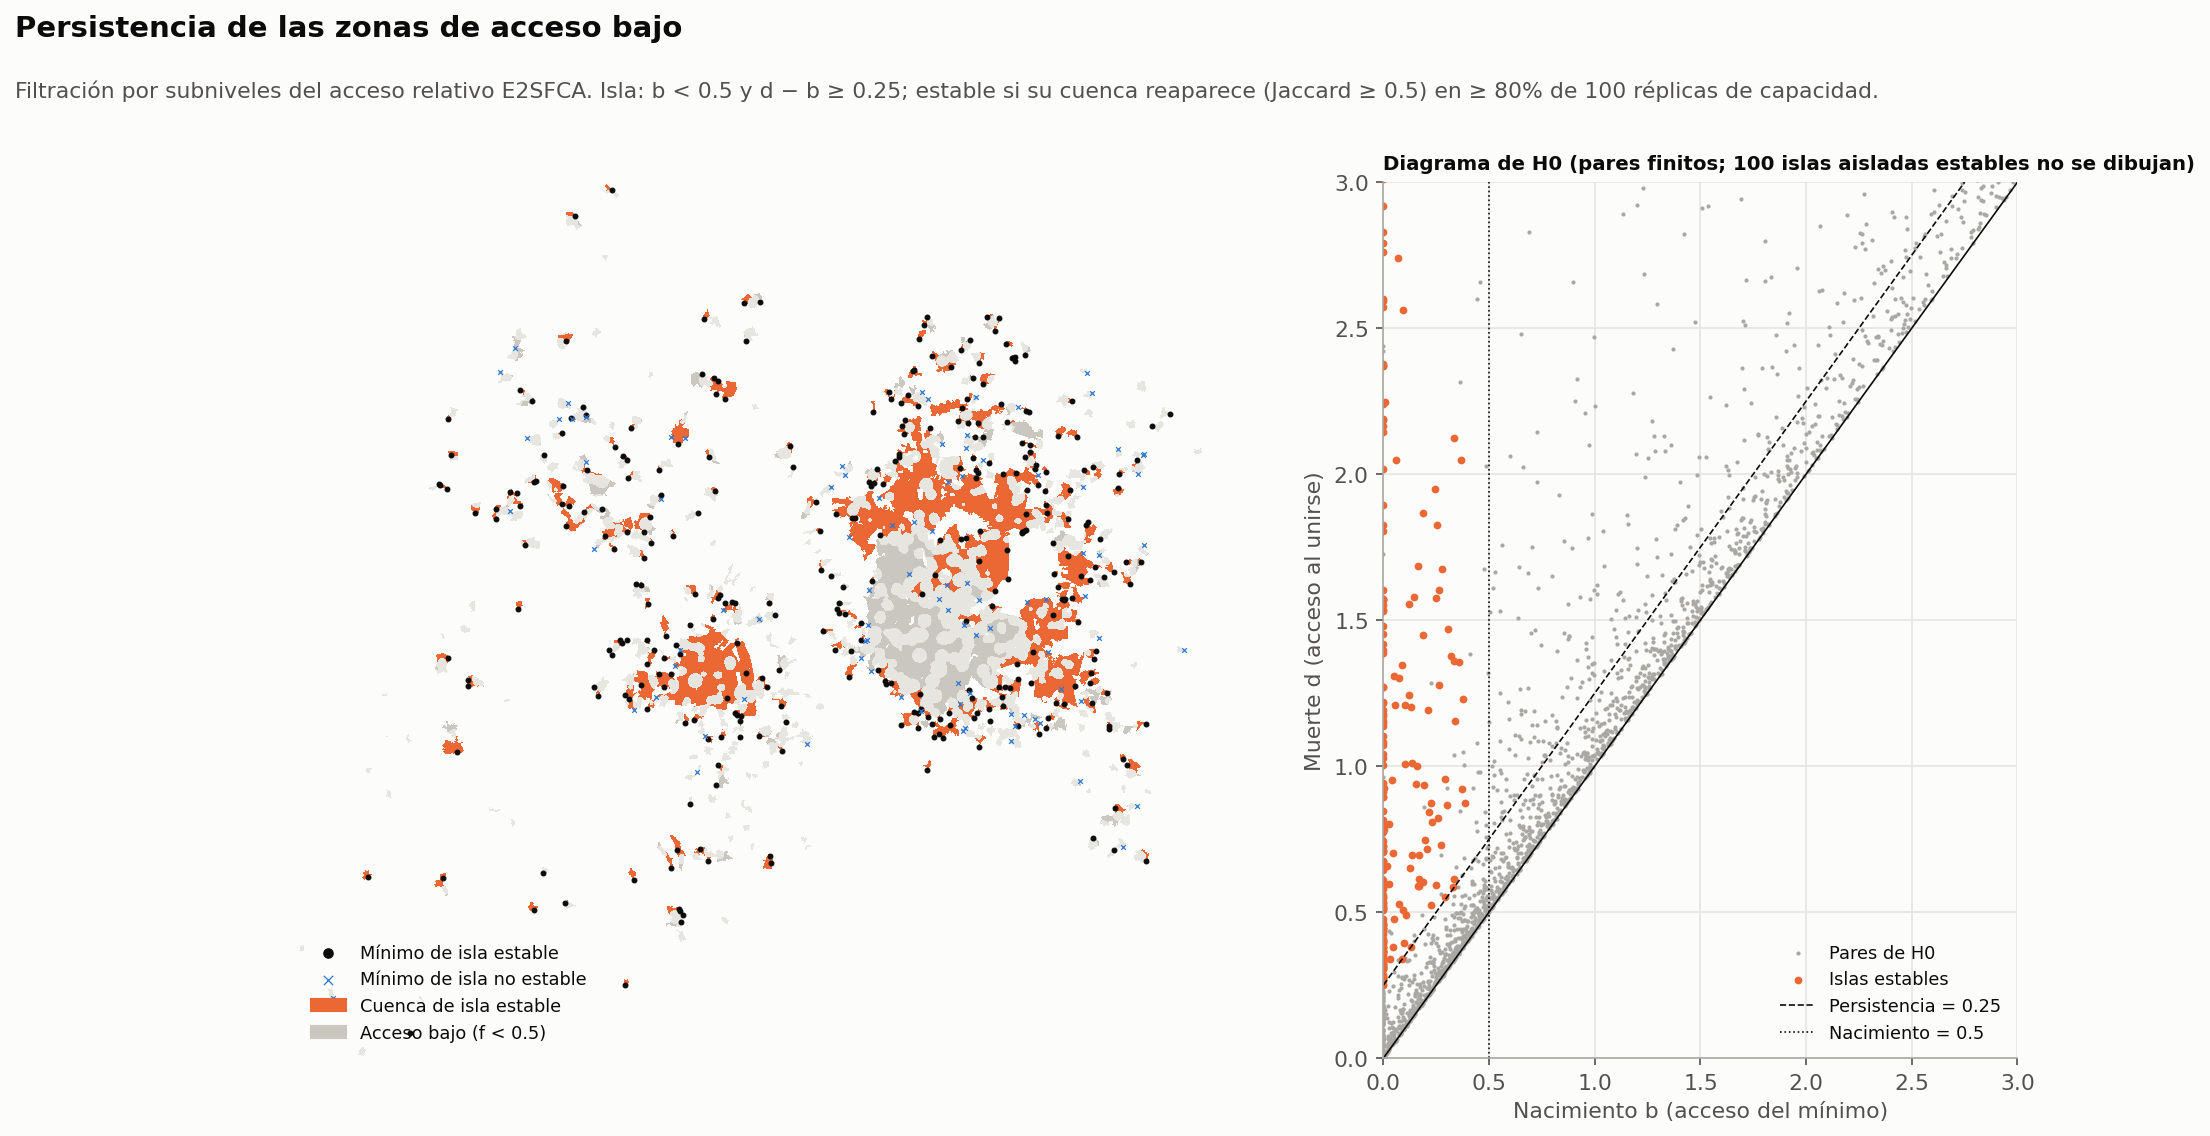 Persistencia de las zonas de acceso bajo
Filtración por subniveles del acceso relativo E2SFCA. Isla: b < 0.5 y d − b ≥ 0.25; estable si su cuenca reaparece (Jaccard ≥ 0.5) en ≥ 80% de 100 réplicas de capacidad.
Mínimo de isla estable
Mínimo de isla no estable
Cuenca de isla estable
Acceso bajo (f < 0.5)
Diagrama de H0 (pares finitos; 100 islas aisladas estables no se dibujan)
Muerte d (acceso al unirse)
3.0
2.5
2.0
1.5
1.0
0.5
0.0
Pares de H0
Islas estables
Persistencia = 0.25
Nacimiento = 0.5
0.0 0.5 1.0 1.5 2.0 2.5 3.0
Nacimiento b (acceso del mínimo)